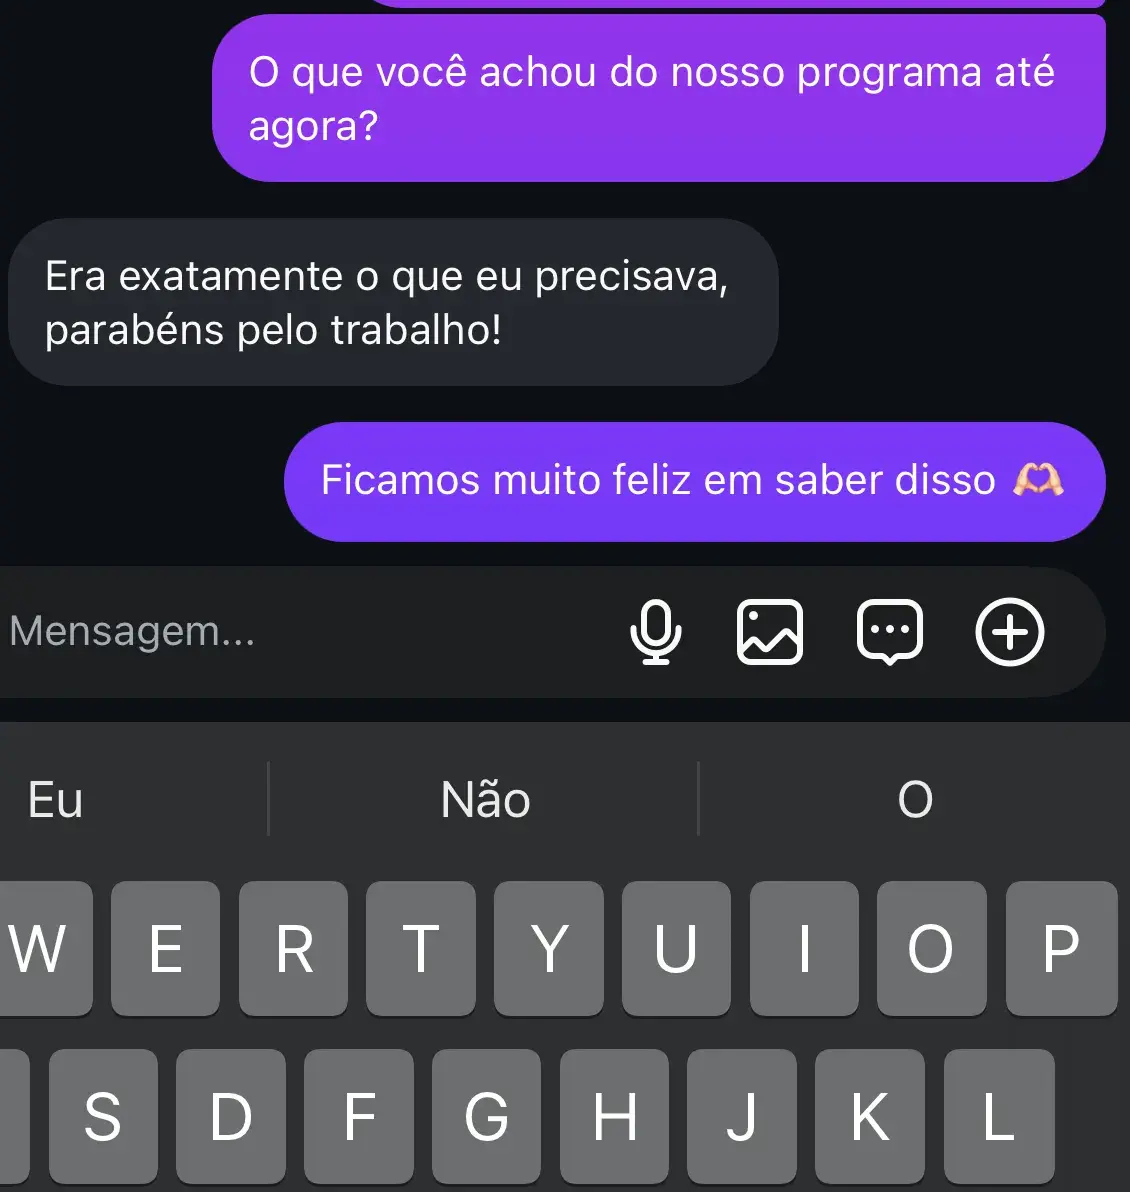 O que você achou do nosso programa até
agora?
Era exatamente o que eu precisava,
parabéns pelo trabalho!
Ficamos muito feliz em saber disso 🫶🏻
Mensagem...
Eu Não O
W E R T Y U I O P
S D F G H J K L